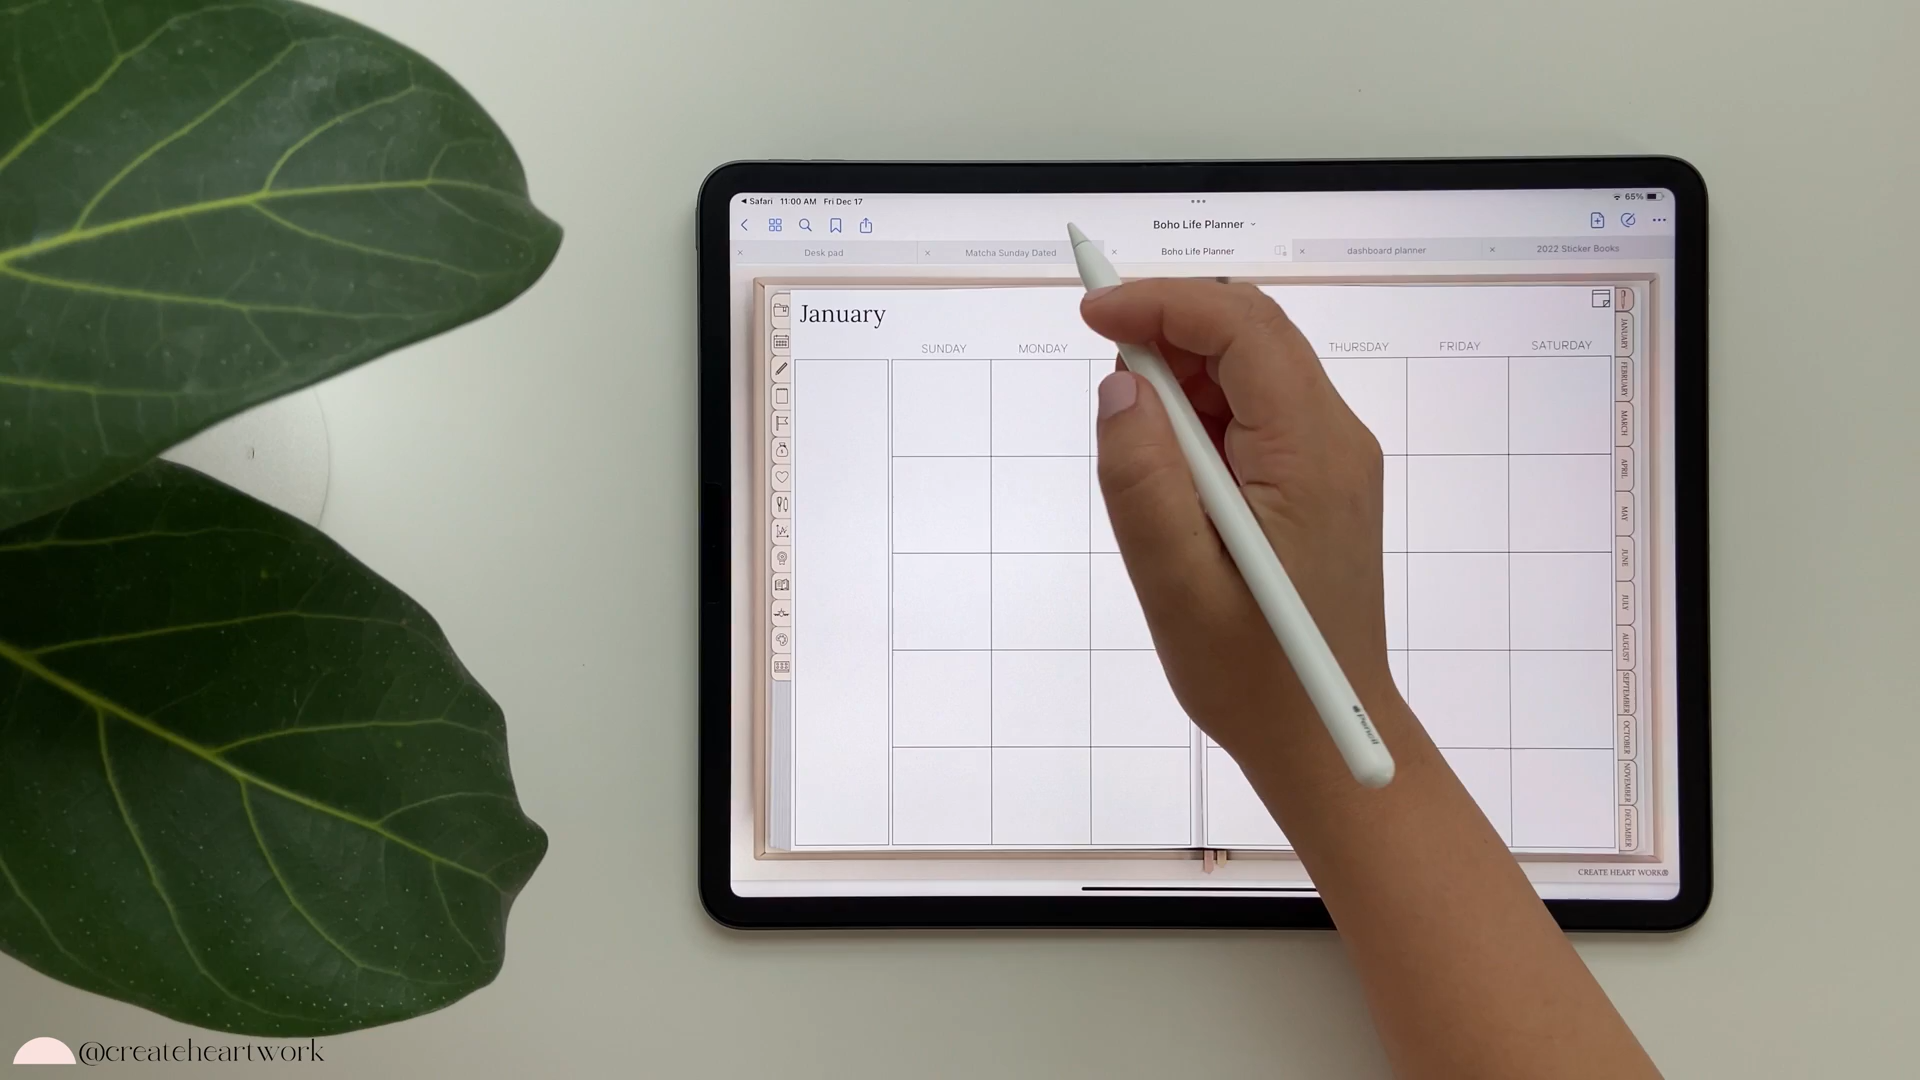 ◀ Safari 11:00 AM Fri Dec 17
65%
Boho Life Planner
Desk pad
Matcha Sunday Dated
Boho Life Planner
dashboard planner
2022 Sticker Books
January
SUNDAY
MONDAY
THURSDAY
FRIDAY
SATURDAY
JANUARY
FEBRUARY
MARCH
APRIL
MAY
JUNE
JULY
AUGUST
SEPTEMBER
OCTOBER
NOVEMBER
DECEMBER
Pencil
CREATE HEART WORK®
@createheartwork